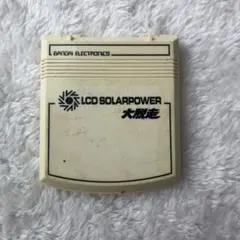 BANDAI ELECTRONICS
LCD SOLARPOWER
大脱走